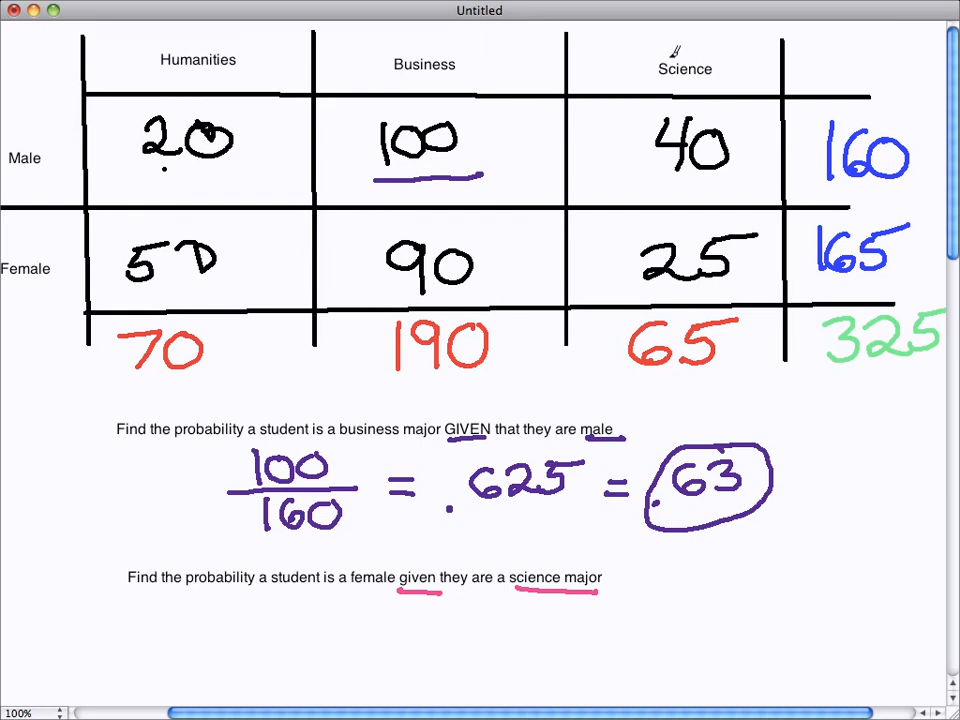 Untitled
Humanities Business Science
Male 20 100 40 160
Female 50 90 25 165
70 190 65 325
Find the probability a student is a business major GIVEN that they are male
100/160 = .625 = .63
Find the probability a student is a female given they are a science major
100%